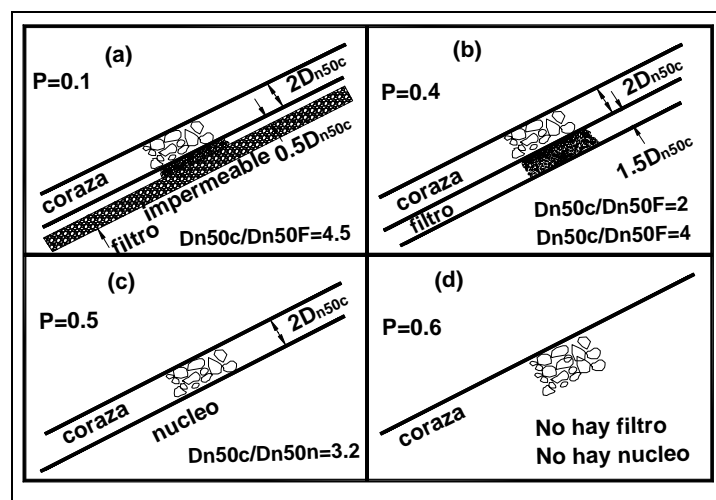 (a)
P=0.1
2Dn50c
0.5Dn50c
coraza
impermeable
filtro
Dn50c/Dn50F=4.5
(b)
P=0.4
2Dn50c
1.5Dn50c
coraza
filtro
Dn50c/Dn50F=2
Dn50c/Dn50F=4
(c)
P=0.5
2Dn50c
coraza
nucleo
Dn50c/Dn50n=3.2
(d)
P=0.6
coraza
No hay filtro
No hay nucleo